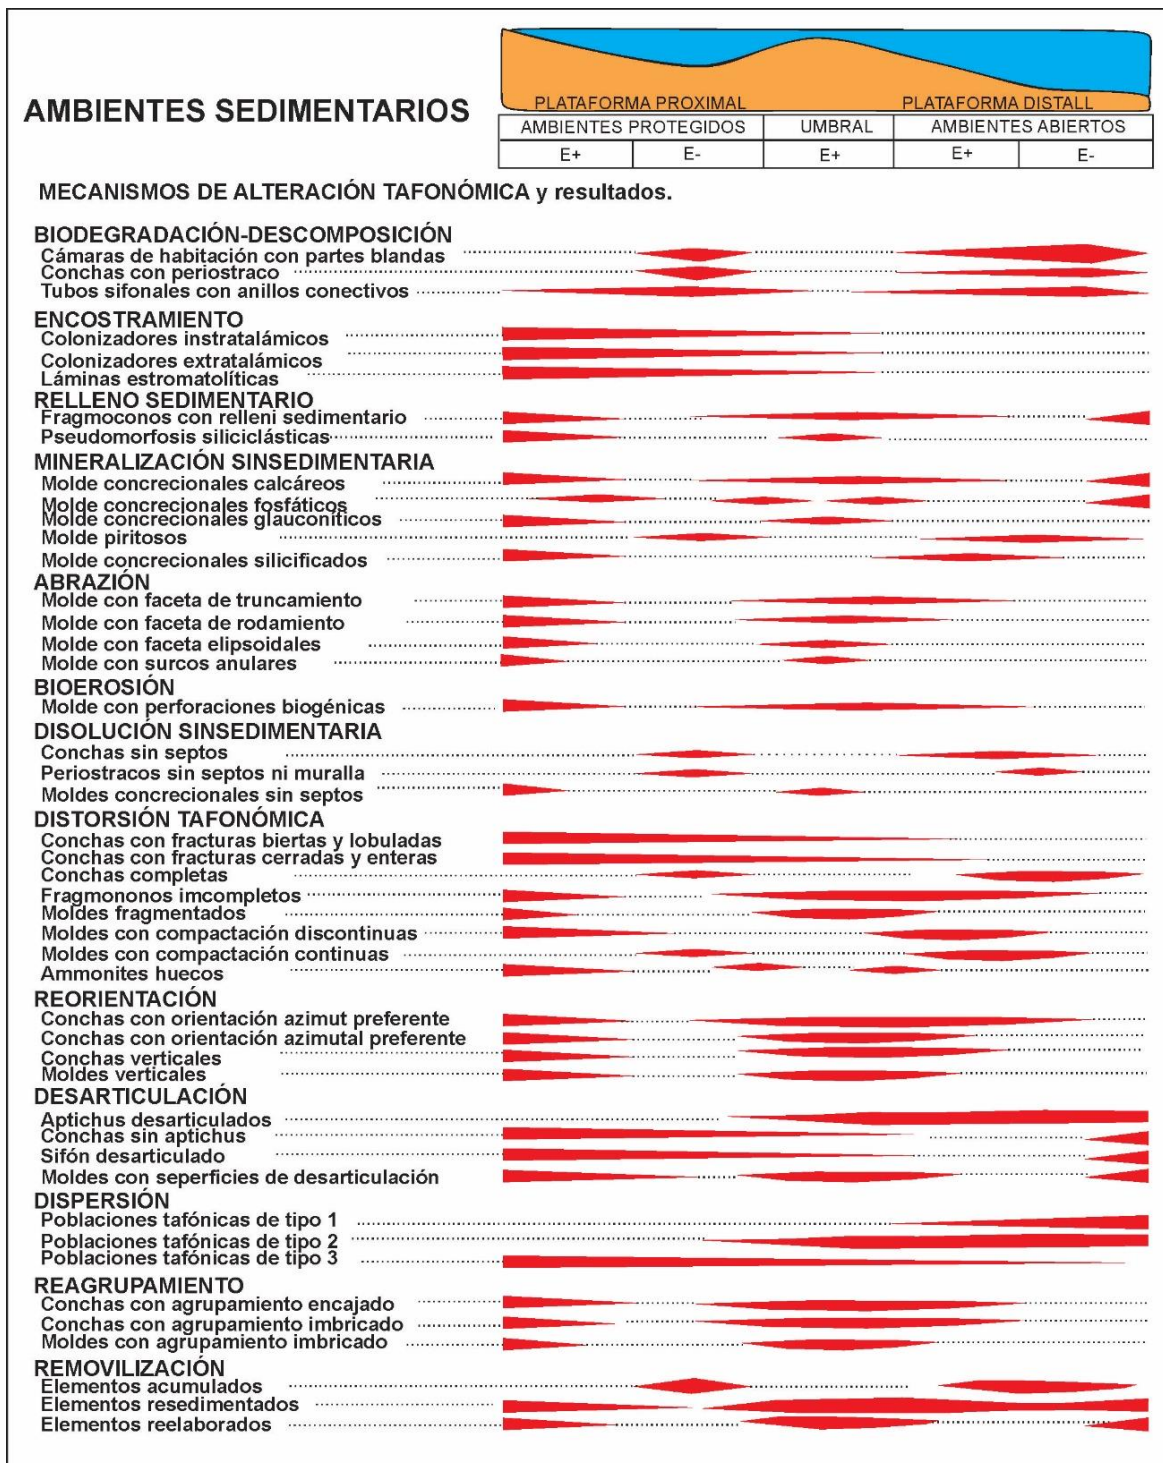 AMBIENTES SEDIMENTARIOS
PLATAFORMA PROXIMAL PLATAFORMA DISTALL
AMBIENTES PROTEGIDOS UMBRAL AMBIENTES ABIERTOS
E+ E- E+ E+ E-
MECANISMOS DE ALTERACIÓN TAFONÓMICA y resultados.
BIODEGRADACIÓN-DESCOMPOSICIÓN
Cámaras de habitación con partes blandas
Conchas con periostraco
Tubos sifonales con anillos conectivos
ENCOSTRAMIENTO
Colonizadores instratalámicos
Colonizadores extratalámicos
Láminas estromatolíticas
RELLENO SEDIMENTARIO
Fragmoconos con relleni sedimentario
Pseudomorfosis siliciclásticas
MINERALIZACIÓN SINSEDIMENTARIA
Molde concrecionales calcáreos
Molde concrecionales fosfáticos
Molde concrecionales glauconíticos
Molde piritosos
Molde concrecionales silicificados
ABRAZIÓN
Molde con faceta de truncamiento
Molde con faceta de rodamiento
Molde con faceta elipsoidales
Molde con surcos anulares
BIOEROSIÓN
Molde con perforaciones biogénicas
DISOLUCIÓN SINSEDIMENTARIA
Conchas sin septos
Periostracos sin septos ni muralla
Moldes concrecionales sin septos
DISTORSIÓN TAFONÓMICA
Conchas con fracturas biertas y lobuladas
Conchas con fracturas cerradas y enteras
Conchas completas
Fragmononos imcompletos
Moldes fragmentados
Moldes con compactación discontinuas
Moldes con compactación continuas
Ammonites huecos
REORIENTACIÓN
Conchas con orientación azimut preferente
Conchas con orientación azimutal preferente
Conchas verticales
Moldes verticales
DESARTICULACIÓN
Aptichus desarticulados
Conchas sin aptichus
Sifón desarticulado
Moldes con seperficies de desarticulación
DISPERSIÓN
Poblaciones tafónicas de tipo 1
Poblaciones tafónicas de tipo 2
Poblaciones tafónicas de tipo 3
REAGRUPAMIENTO
Conchas con agrupamiento encajado
Conchas con agrupamiento imbricado
Moldes con agrupamiento imbricado
REMOVILIZACIÓN
Elementos acumulados
Elementos resedimentados
Elementos reelaborados